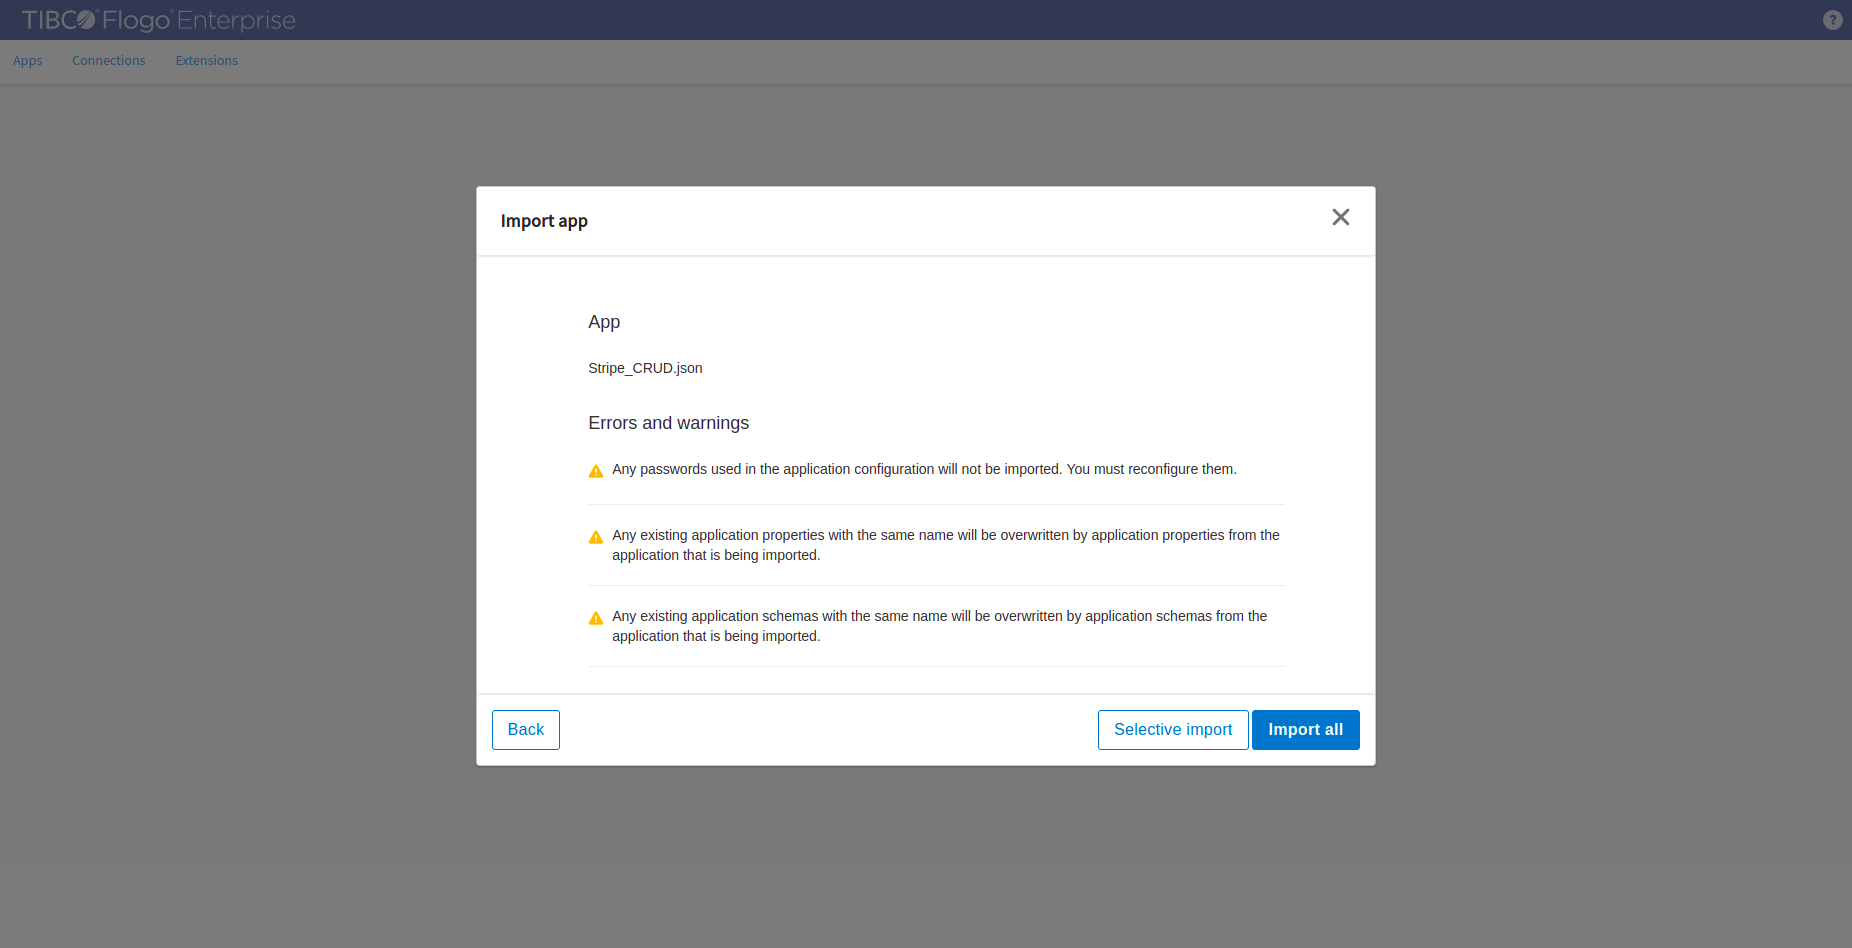 TIBCO® Flogo® Enterprise
?
Apps Connections Extensions
Import app
App
Stripe_CRUD.json
Errors and warnings
Any passwords used in the application configuration will not be imported. You must reconfigure them.
Any existing application properties with the same name will be overwritten by application properties from the
application that is being imported.
Any existing application schemas with the same name will be overwritten by application schemas from the
application that is being imported.
Back Selective import Import all